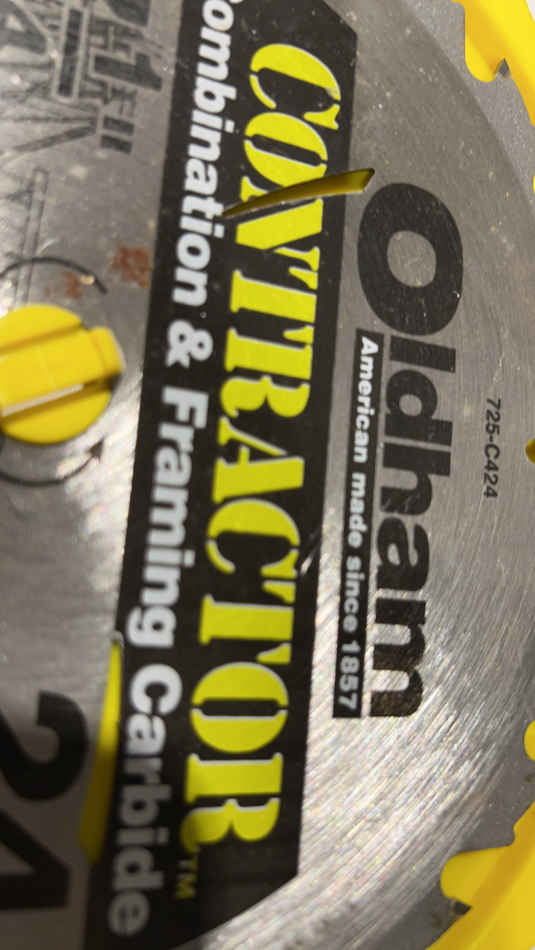 725-C424
Oldham
American made since 1857
CONTRACTOR™
Combination & Framing Carbide
24